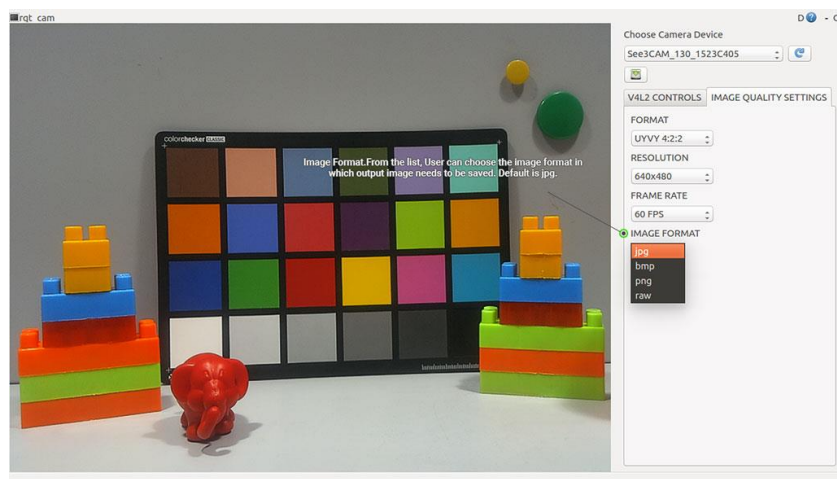 rqt_cam
Choose Camera Device
See3CAM_130_1523C405
V4L2 CONTROLS
IMAGE QUALITY SETTINGS
FORMAT
UYVY 4:2:2
RESOLUTION
640x480
FRAME RATE
60 FPS
IMAGE FORMAT
jpg
bmp
png
raw
colorchecker CLASSIC
Image Format.From the list, User can choose the image format in
which output image needs to be saved. Default is jpg.